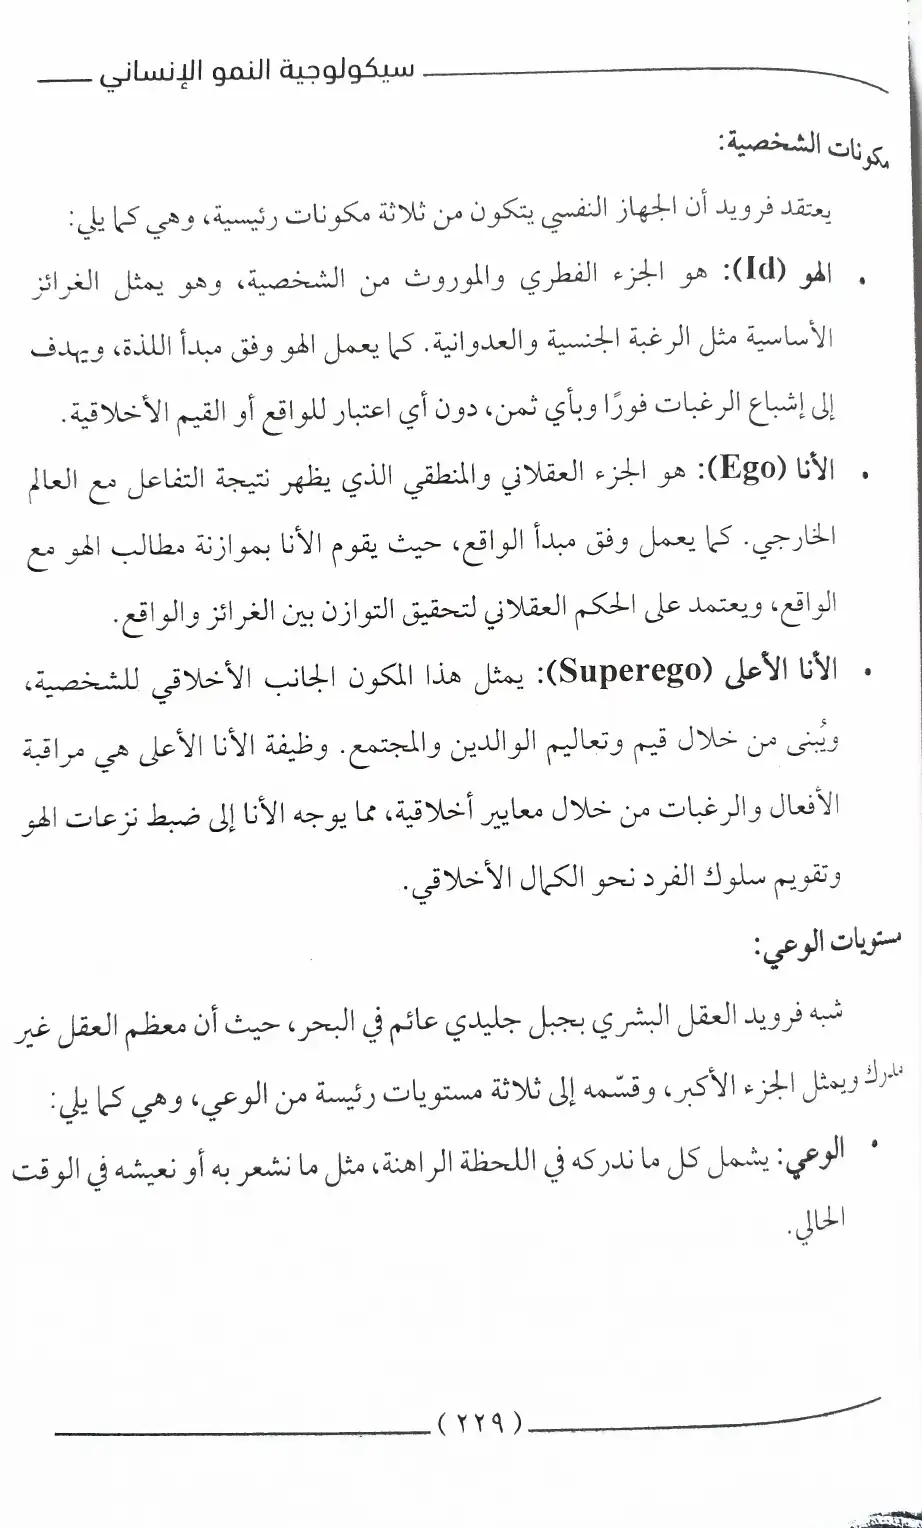 سيكولوجية النمو الإنساني
مكونات الشخصية:
يعتقد فرويد أن الجهاز النفسي يتكون من ثلاثة مكونات رئيسية، وهي كما يلي:
• الهو (Id): هو الجزء الفطري والموروث من الشخصية، وهو يمثل الغرائز
الأساسية مثل الرغبة الجنسية والعدوانية. كما يعمل الهو وفق مبدأ اللذة، ويهدف
إلى إشباع الرغبات فورًا وبأي ثمن، دون أي اعتبار للواقع أو القيم الأخلاقية.
• الأنا (Ego): هو الجزء العقلاني والمنطقي الذي يظهر نتيجة التفاعل مع العالم
الخارجي. كما يعمل وفق مبدأ الواقع، حيث يقوم الأنا بموازنة مطالب الهو مع
الواقع، ويعتمد على الحكم العقلاني لتحقيق التوازن بين الغرائز والواقع.
• الأنا الأعلى (Superego): يمثل هذا المكون الجانب الأخلاقي للشخصية،
ويُبنى من خلال قيم وتعاليم الوالدين والمجتمع. وظيفة الأنا الأعلى هي مراقبة
الأفعال والرغبات من خلال معايير أخلاقية، مما يوجه الأنا إلى ضبط نزعات الهو
وتقويم سلوك الفرد نحو الكمال الأخلاقي.
مستويات الوعي:
شبه فرويد العقل البشري بجبل جليدي عائم في البحر، حيث أن معظم العقل غير
مدرك ويمثل الجزء الأكبر، وقسّمه إلى ثلاثة مستويات رئيسة من الوعي، وهي كما يلي:
• الوعي: يشمل كل ما ندركه في اللحظة الراهنة، مثل ما نشعر به أو نعيشه في الوقت
الحالي.
(٢٢٩)